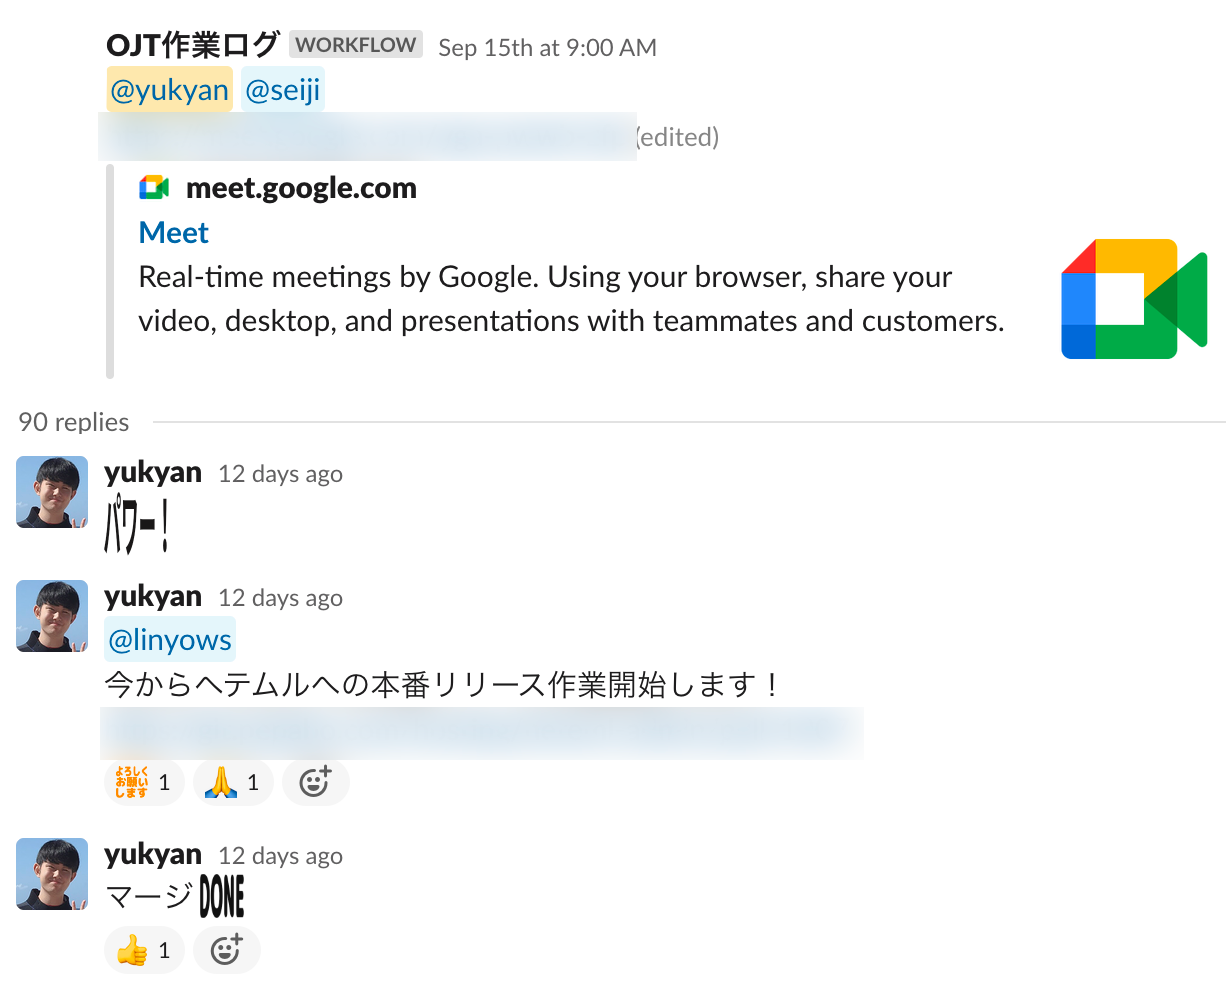 OJT作業ログ WORKFLOW Sep 15th at 9:00 AM
@yukyan @seiji
(edited)
meet.google.com
Meet
Real-time meetings by Google. Using your browser, share your
video, desktop, and presentations with teammates and customers.
90 replies
yukyan 12 days ago
パワー!
yukyan 12 days ago
@linyows
今からヘテムルへの本番リリース作業開始します！
よろしく
お願い
します 1 1
yukyan 12 days ago
マージ DONE
1